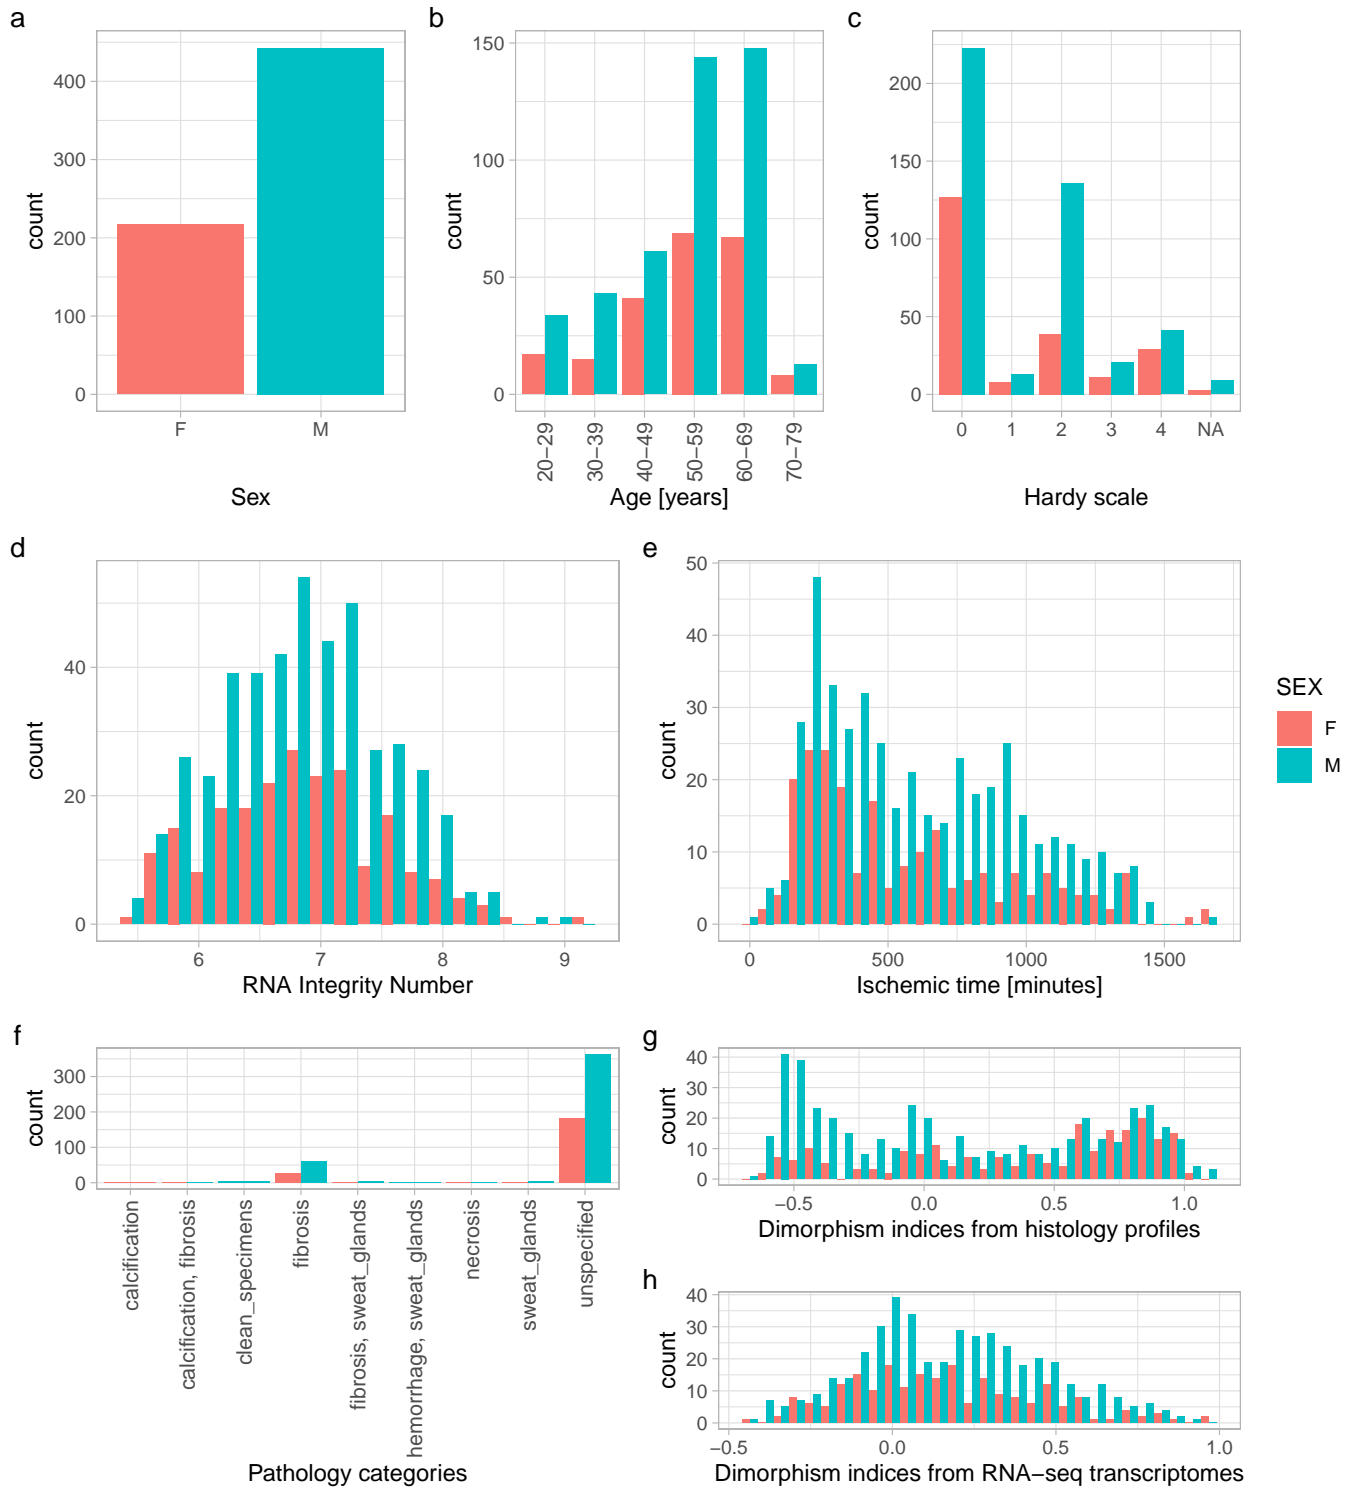 a
400
300
200
100
0
count
F
M
Sex
b
150
100
50
0
count
20−29
30−39
40−49
50−59
60−69
70−79
Age [years]
c
200
150
100
50
0
count
0
1
2
3
4
NA
Hardy scale
d
40
20
0
count
6
7
8
9
RNA Integrity Number
e
50
40
30
20
10
0
count
0
500
1000
1500
Ischemic time [minutes]
SEX
F
M
f
300
200
100
0
count
calcification
calcification, fibrosis
clean_specimens
fibrosis
fibrosis, sweat_glands
hemorrhage, sweat_glands
necrosis
sweat_glands
unspecified
Pathology categories
g
40
30
20
10
0
count
−0.5
0.0
0.5
1.0
Dimorphism indices from histology profiles
h
40
30
20
10
0
count
−0.5
0.0
0.5
1.0
Dimorphism indices from RNA−seq transcriptomes